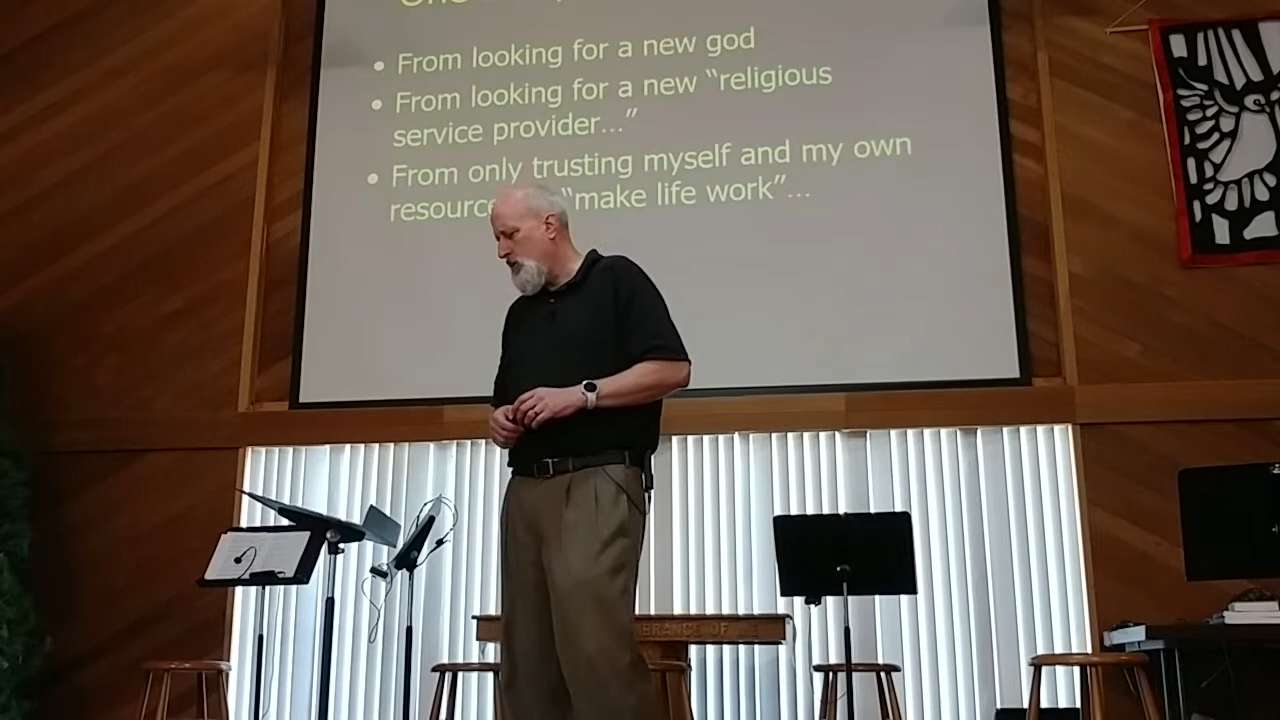 • From looking for a new god
• From looking for a new “religious
service provider...”
• From only trusting myself and my own
“make life work”...
OF